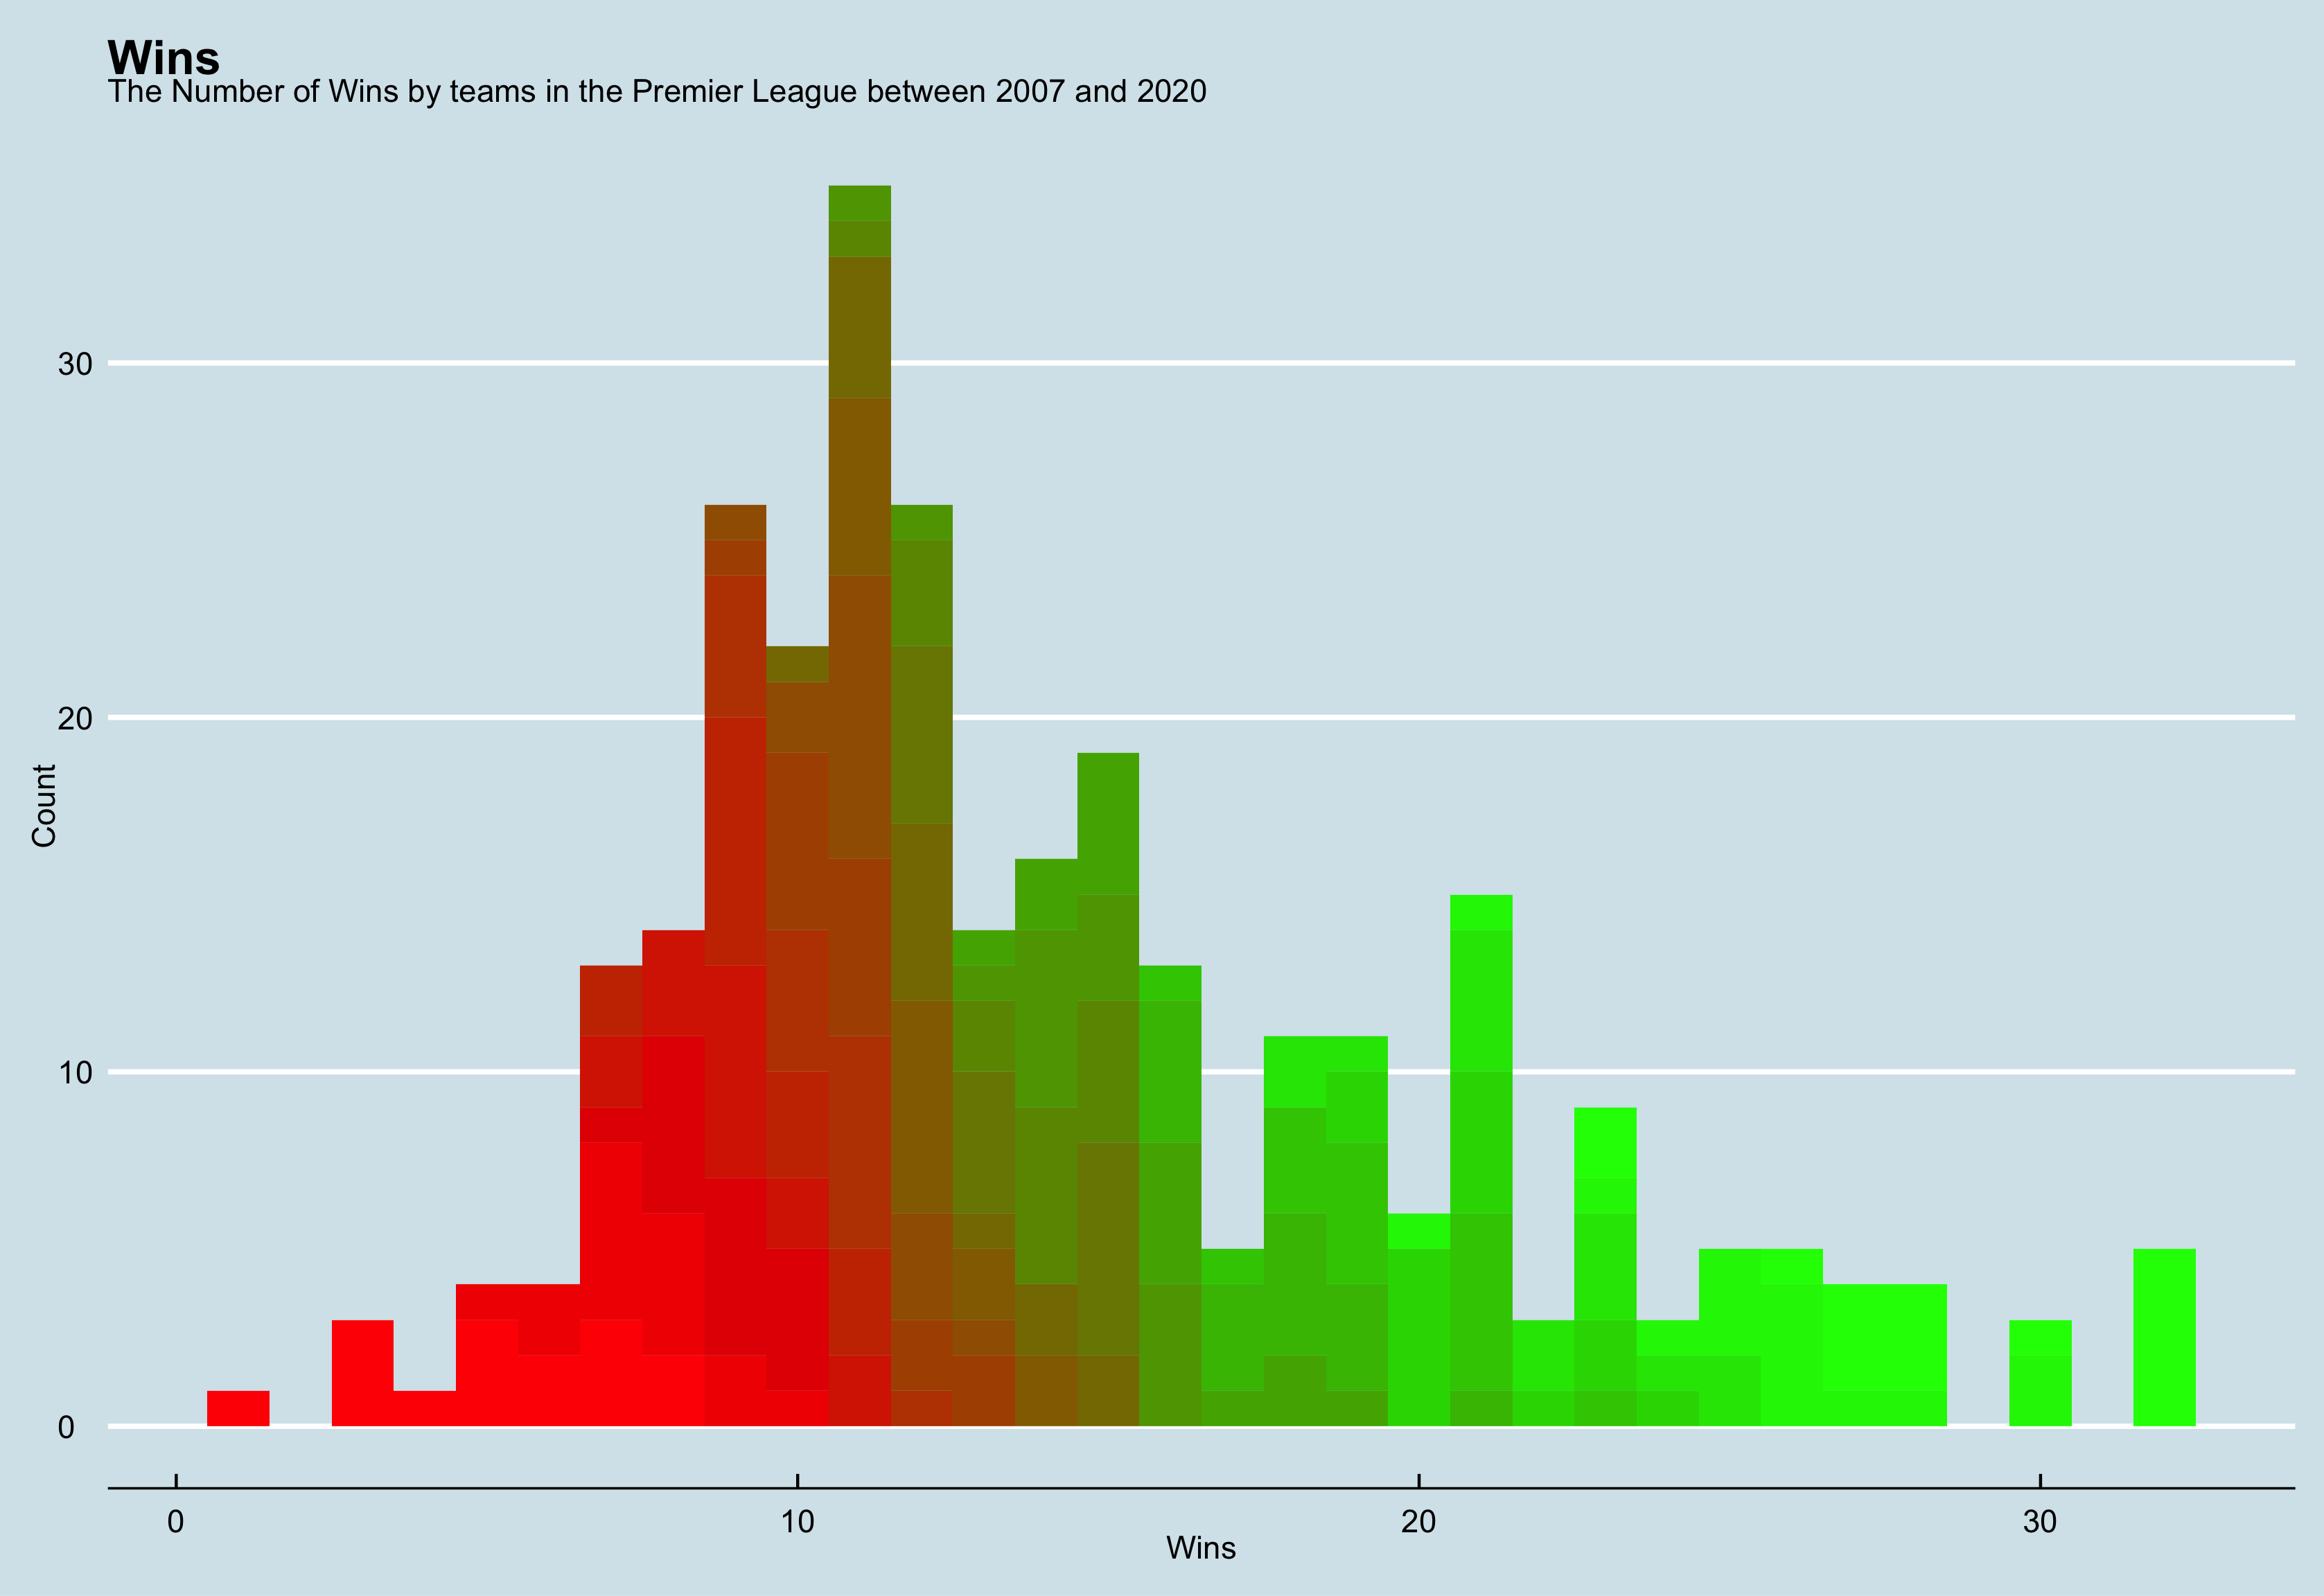 Wins
The Number of Wins by teams in the Premier League between 2007 and 2020
30
20
10
0
Count
0 10 20 30
Wins